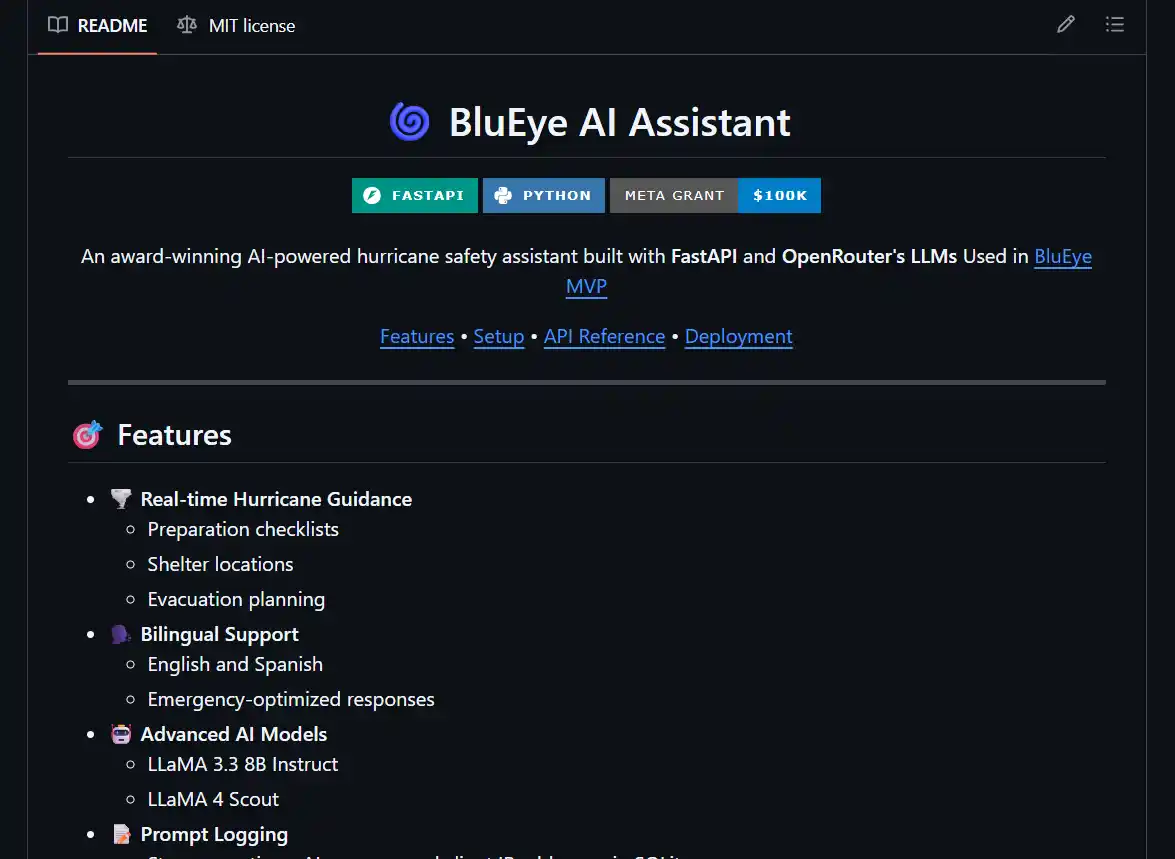 README MIT license
BluEye AI Assistant
FASTAPI PYTHON META GRANT $100K
An award-winning AI-powered hurricane safety assistant built with FastAPI and OpenRouter's LLMs Used in BluEye
MVP
Features • Setup • API Reference • Deployment
Features
Real-time Hurricane Guidance
Preparation checklists
Shelter locations
Evacuation planning
Bilingual Support
English and Spanish
Emergency-optimized responses
Advanced AI Models
LLaMA 3.3 8B Instruct
LLaMA 4 Scout
Prompt Logging